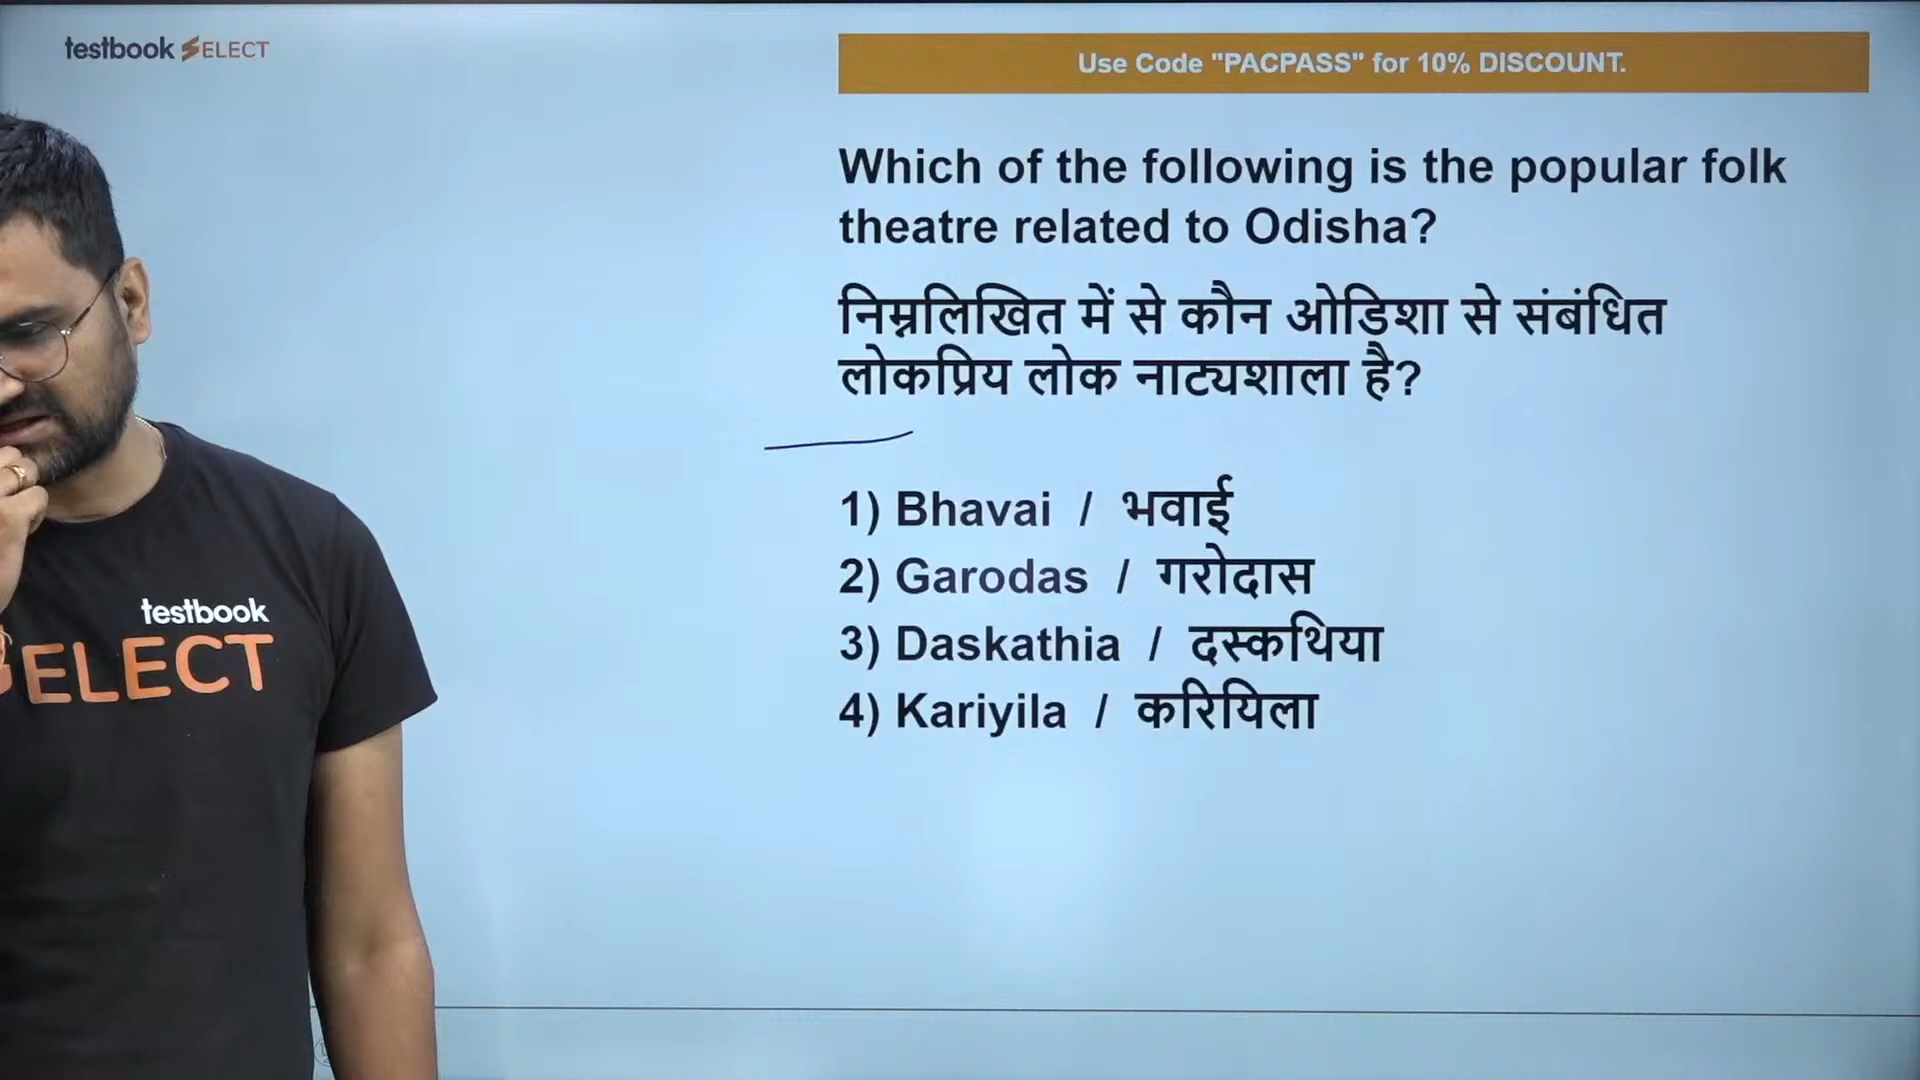 testbook SELECT
Use Code "PACPASS" for 10% DISCOUNT.
Which of the following is the popular folk
theatre related to Odisha?
निम्नलिखित में से कौन ओडिशा से संबंधित
लोकप्रिय लोक नाट्यशाला है?
1) Bhavai / भवाई
2) Garodas / गरोदास
3) Daskathia / दस्कथिया
4) Kariyila / करियिला
testbook
SELECT